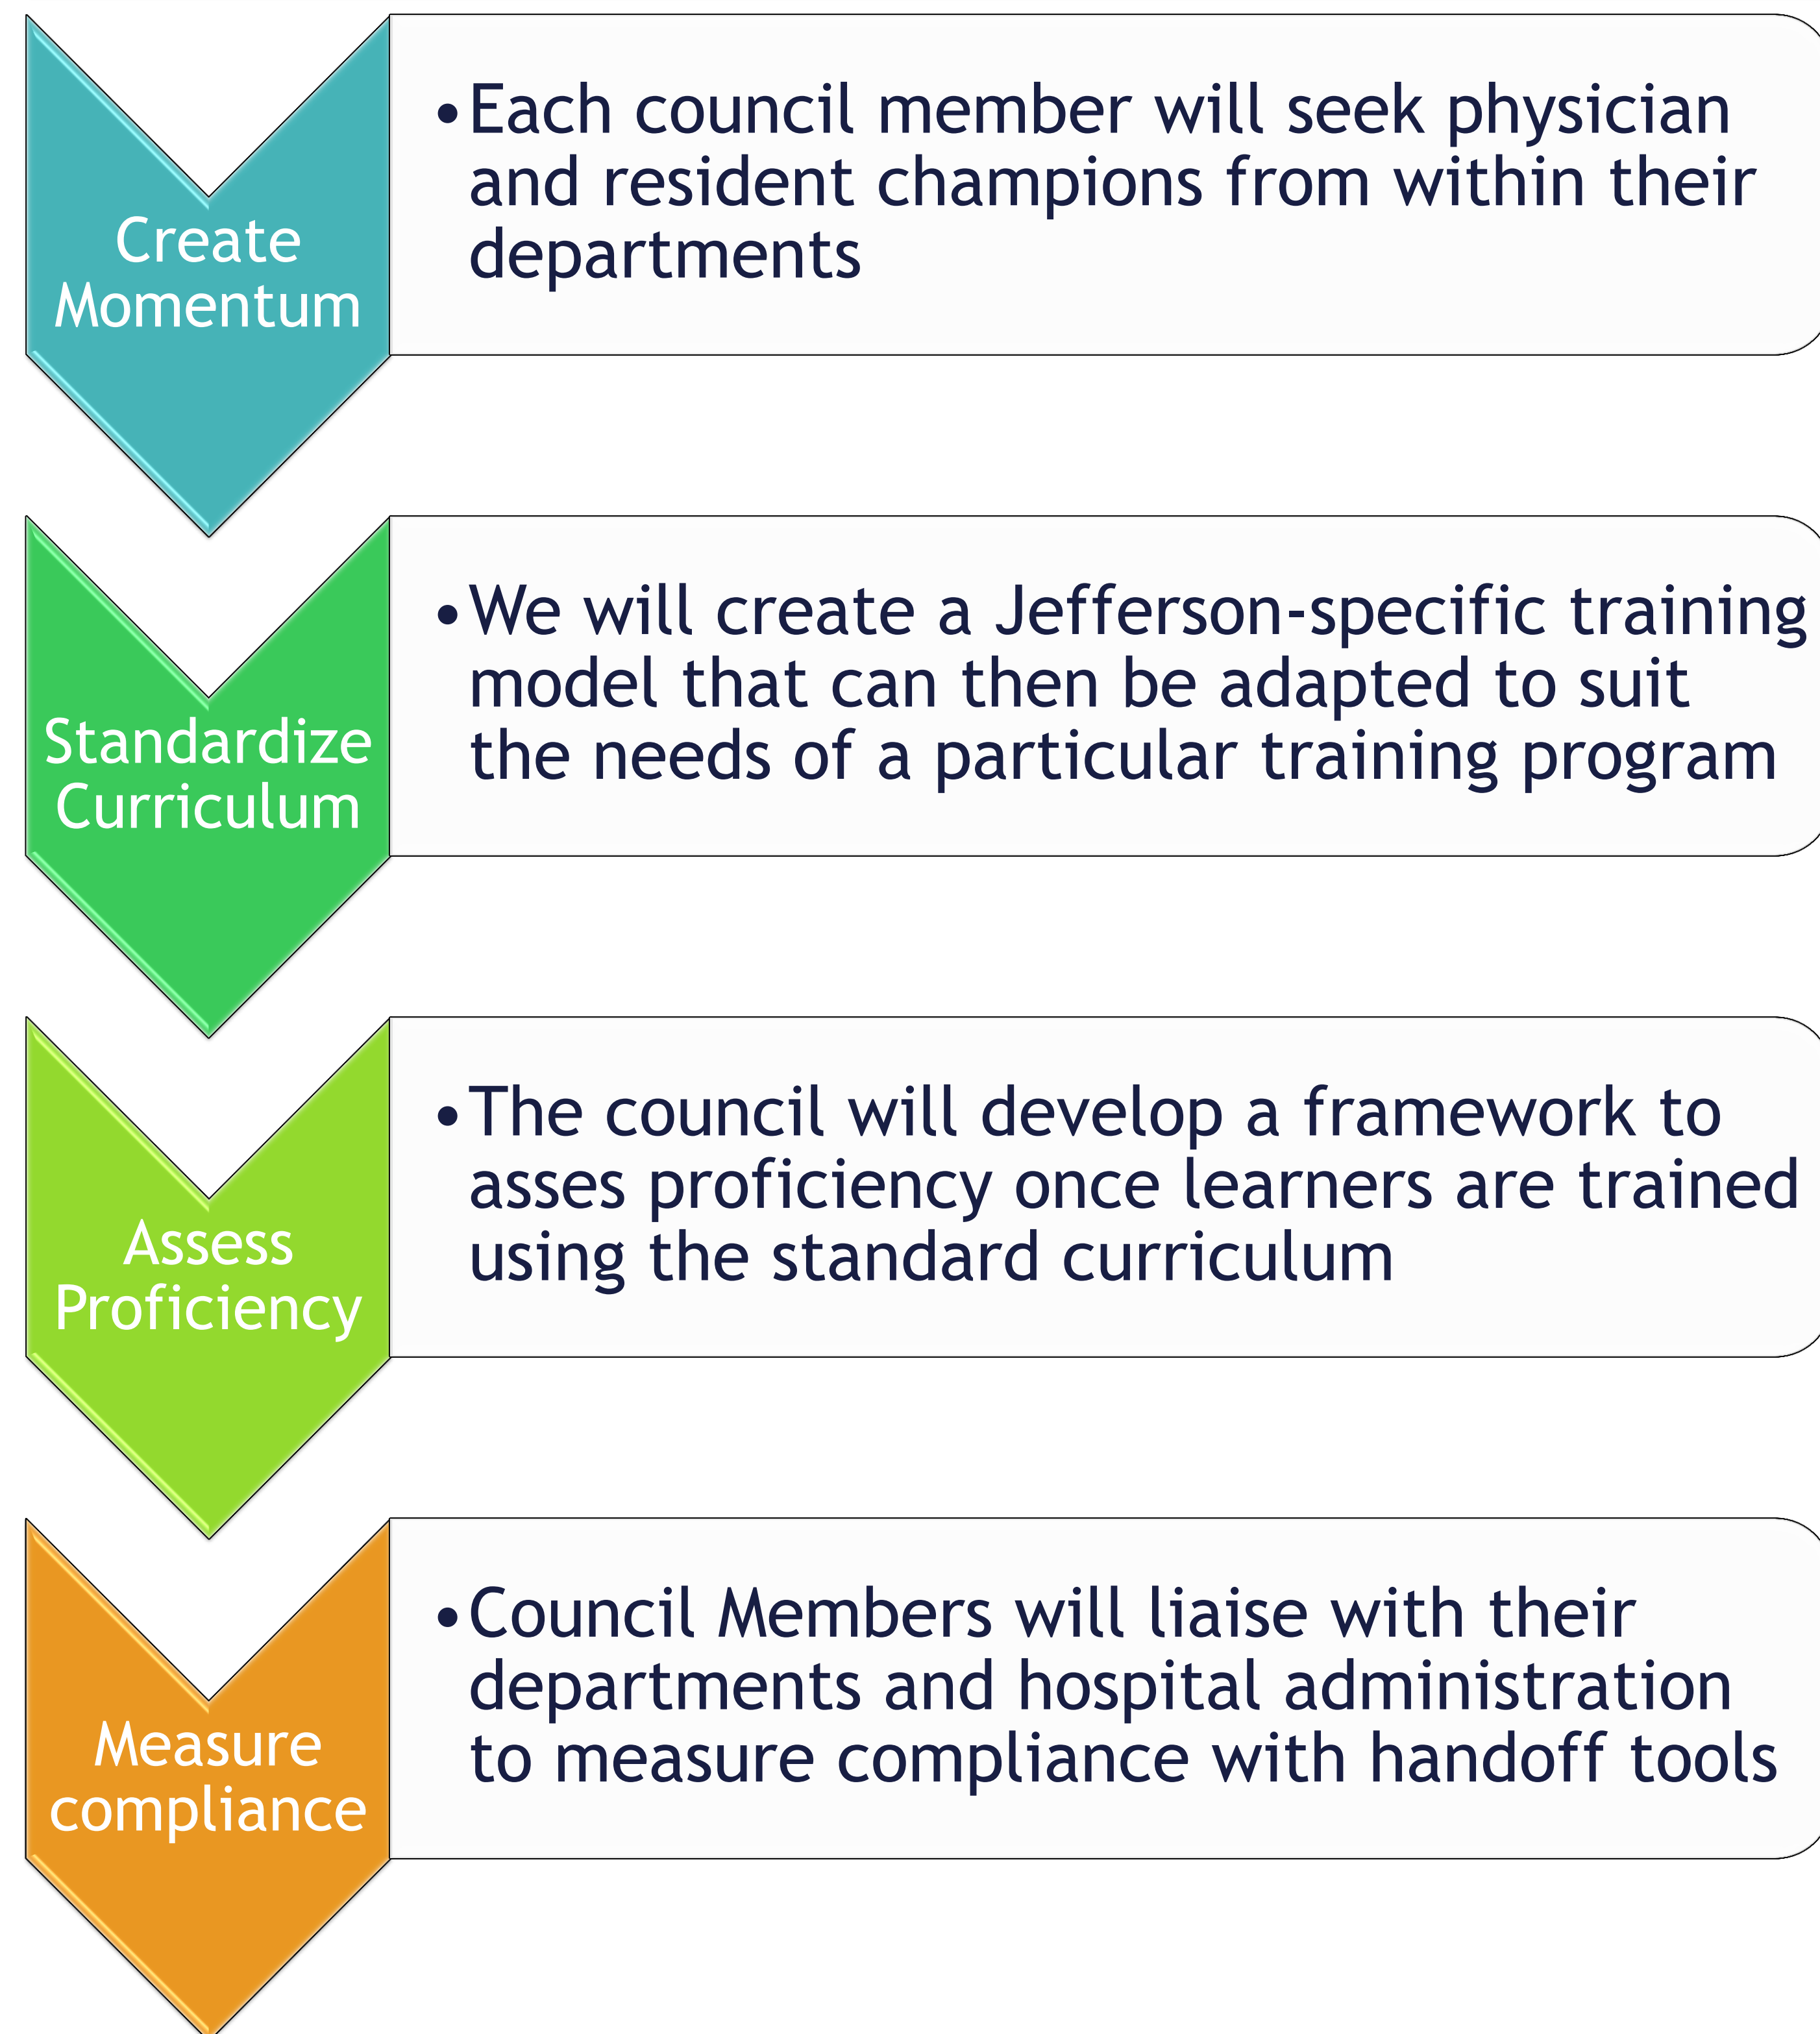 Create
Momentum
•Each council member will seek physician
and resident champions from within their
departments
Standardize
Curriculum
•We will create a Jefferson-specific training
model that can then be adapted to suit
the needs of a particular training program
Assess
Proficiency
•The council will develop a framework to
asses proficiency once learners are trained
using the standard curriculum
Measure
compliance
•Council Members will liaise with their
departments and hospital administration
to measure compliance with handoff tools